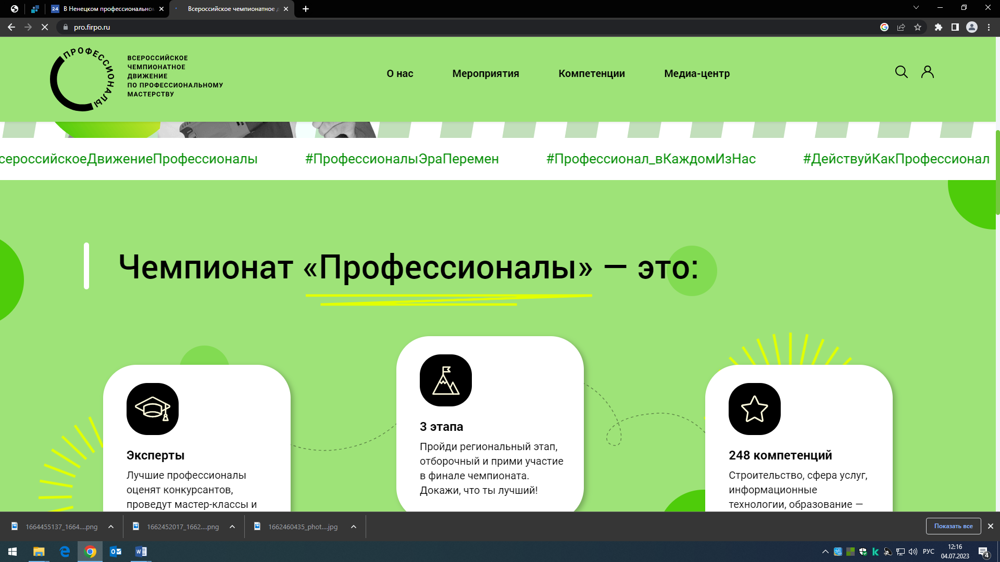 24 В Ненецком профессионально
Всероссийское чемпионатное д
pro.firpo.ru
ПРОФЕССИОНАЛЫ
ВСЕРОССИЙСКОЕ
ЧЕМПИОНАТНОЕ
ДВИЖЕНИЕ
ПО ПРОФЕССИОНАЛЬНОМУ
МАСТЕРСТВУ
О нас
Мероприятия
Компетенции
Медиа-центр
сероссийскоеДвижениеПрофессионалы
#ПрофессионалыЭраПеремен
#Профессионал_вКаждомИзНас
#ДействуйКакПрофессионал
Чемпионат «Профессионалы» — это:
Эксперты
Лучшие профессионалы
оценят конкурсантов,
проведут мастер-классы и
3 этапа
Пройди региональный этап,
отборочный и прими участие
в финале чемпионата.
Докажи, что ты лучший!
248 компетенций
Строительство, сфера услуг,
информационные
технологии, образование —
1664455137_1664....png
1662452017_1662....png
1662460435_phot....jpg
Показать все
РУС
12:16
04.07.2023
4